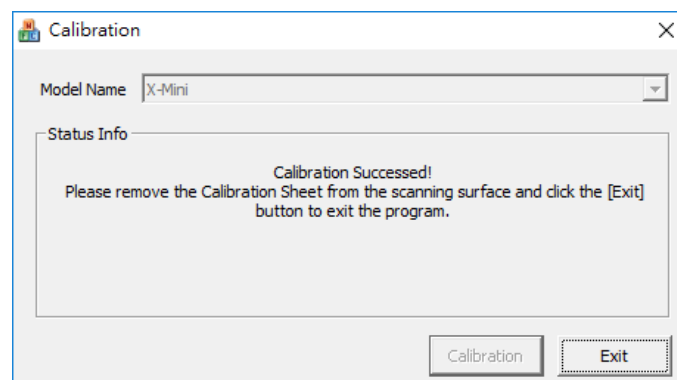 Calibration
Model Name X-Mini
Status Info
Calibration Successed!
Please remove the Calibration Sheet from the scanning surface and click the [Exit]
button to exit the program.
Calibration Exit